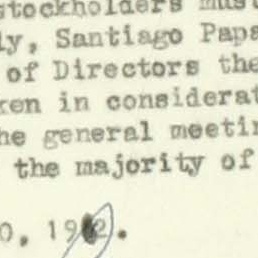 stockholders must
ly, Santiago Papa
of Directors the
ken in considerat
he general meetin
the majority of
0, 19 2.